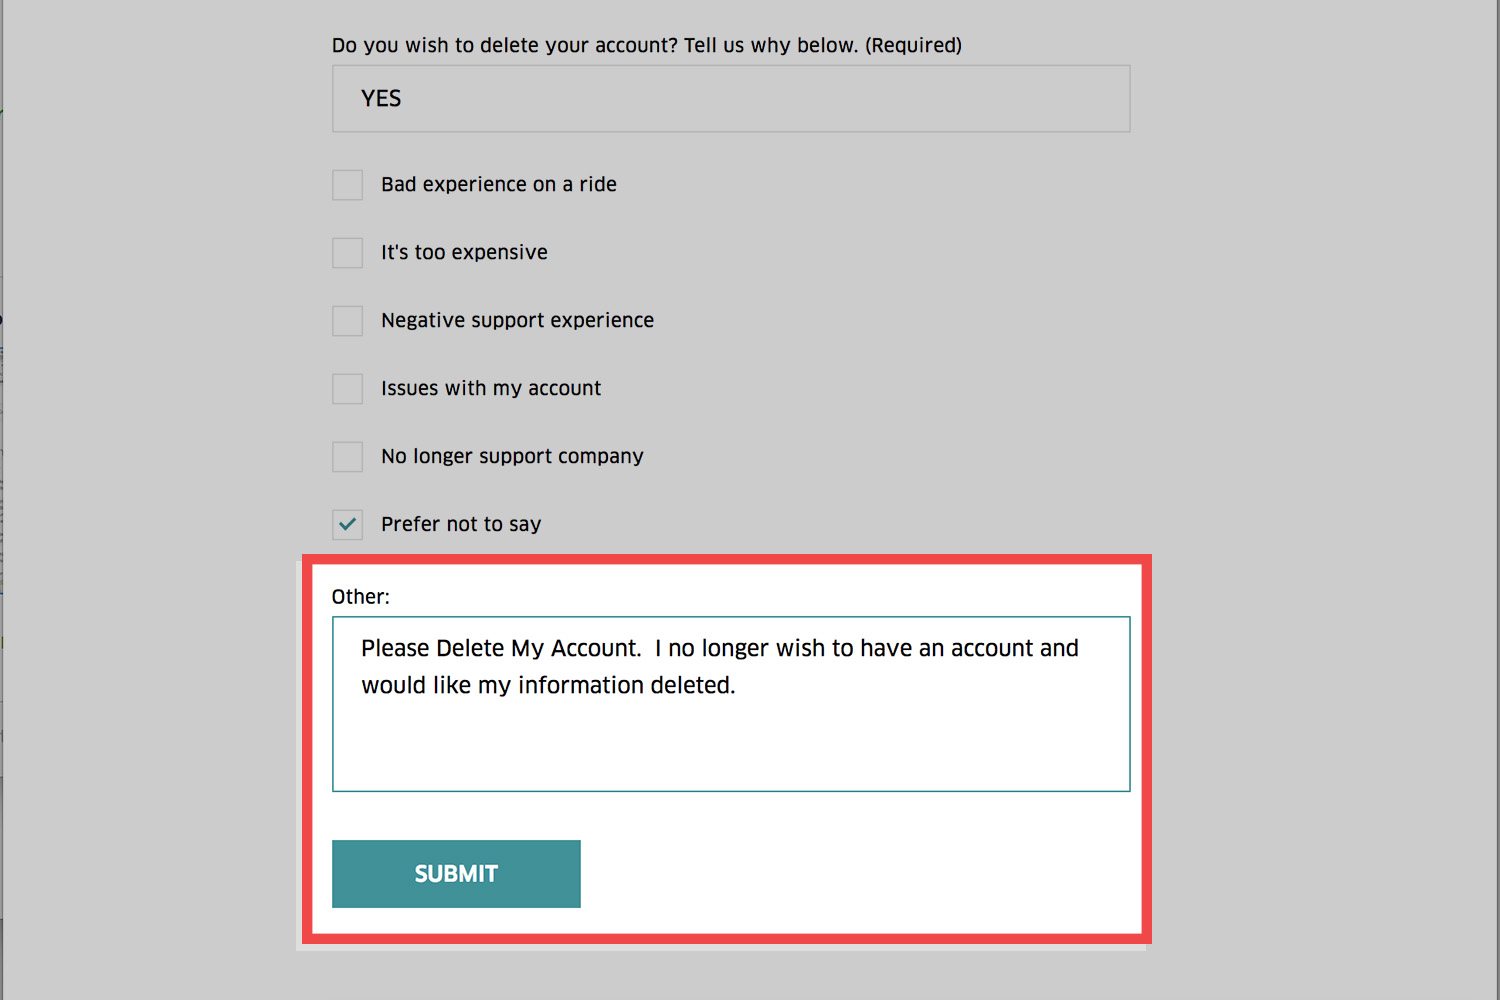 Do you wish to delete your account? Tell us why below. (Required)
YES
Bad experience on a ride
It's too expensive
Negative support experience
Issues with my account
No longer support company
Prefer not to say
Other:
Please Delete My Account.  I no longer wish to have an account and
would like my information deleted.
SUBMIT